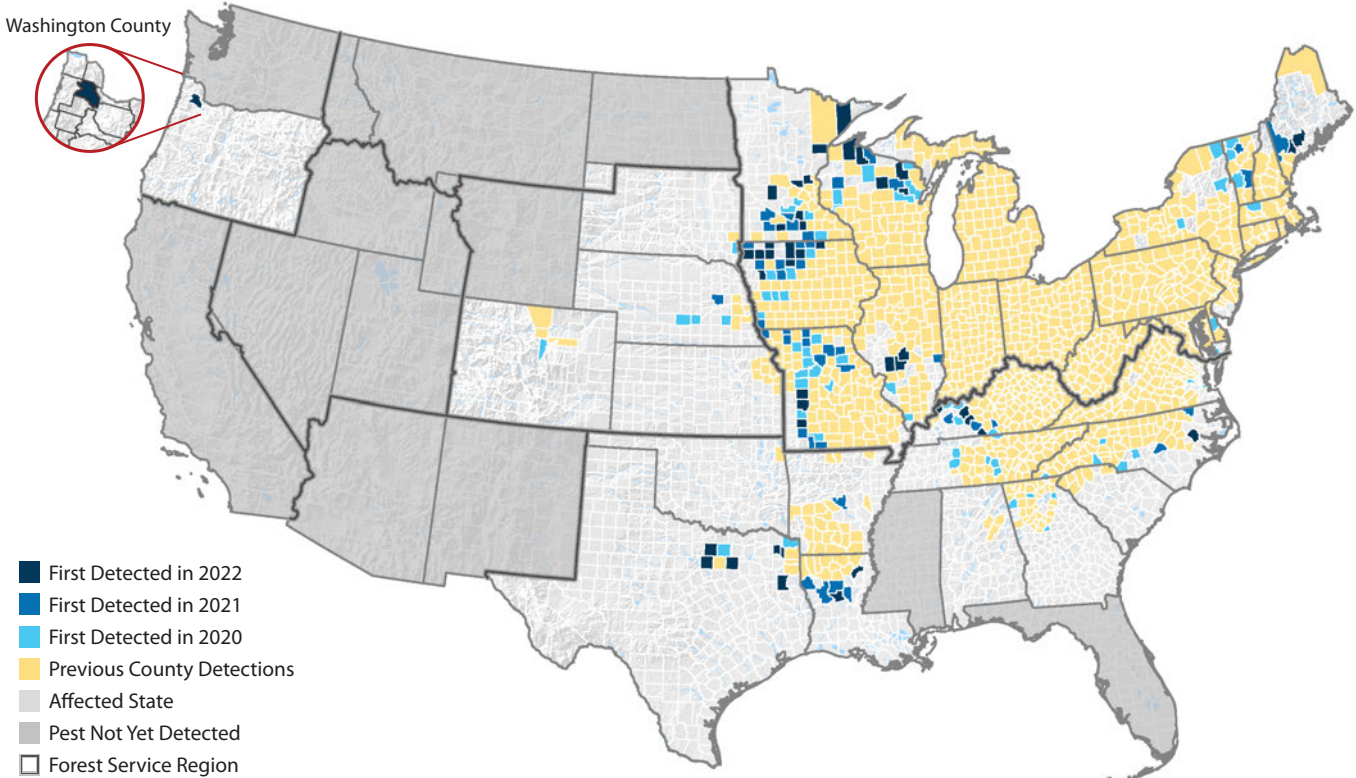 Washington County
First Detected in 2022
First Detected in 2021
First Detected in 2020
Previous County Detections
Affected State
Pest Not Yet Detected
Forest Service Region